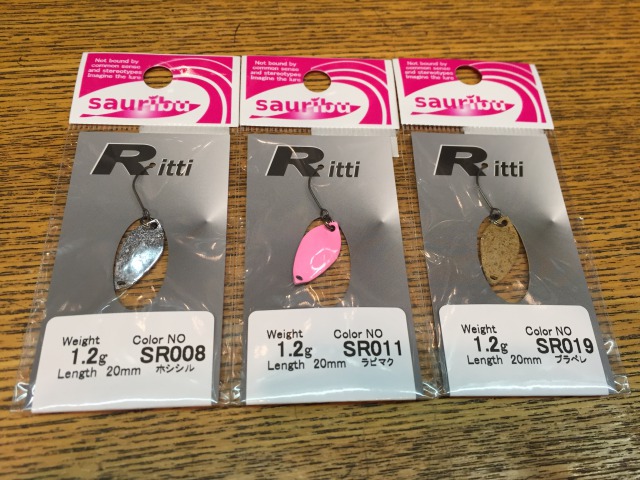 Not bound by
common sense
and stereotypes
Imagine the lure
sauribu
Ritti
Weight Color NO
1.2g SR008
Length 20mm ホシシル
Not bound by
common sense
and stereotypes
Imagine the lure
sauribu
Ritti
Weight Color NO
1.2g SR011
Length 20mm ラピマク
Not bound by
common sense
and stereotypes
Imagine the lure
sauribu
Ritti
Weight Color NO
1.2g SR019
Length 20mm ブラペレ